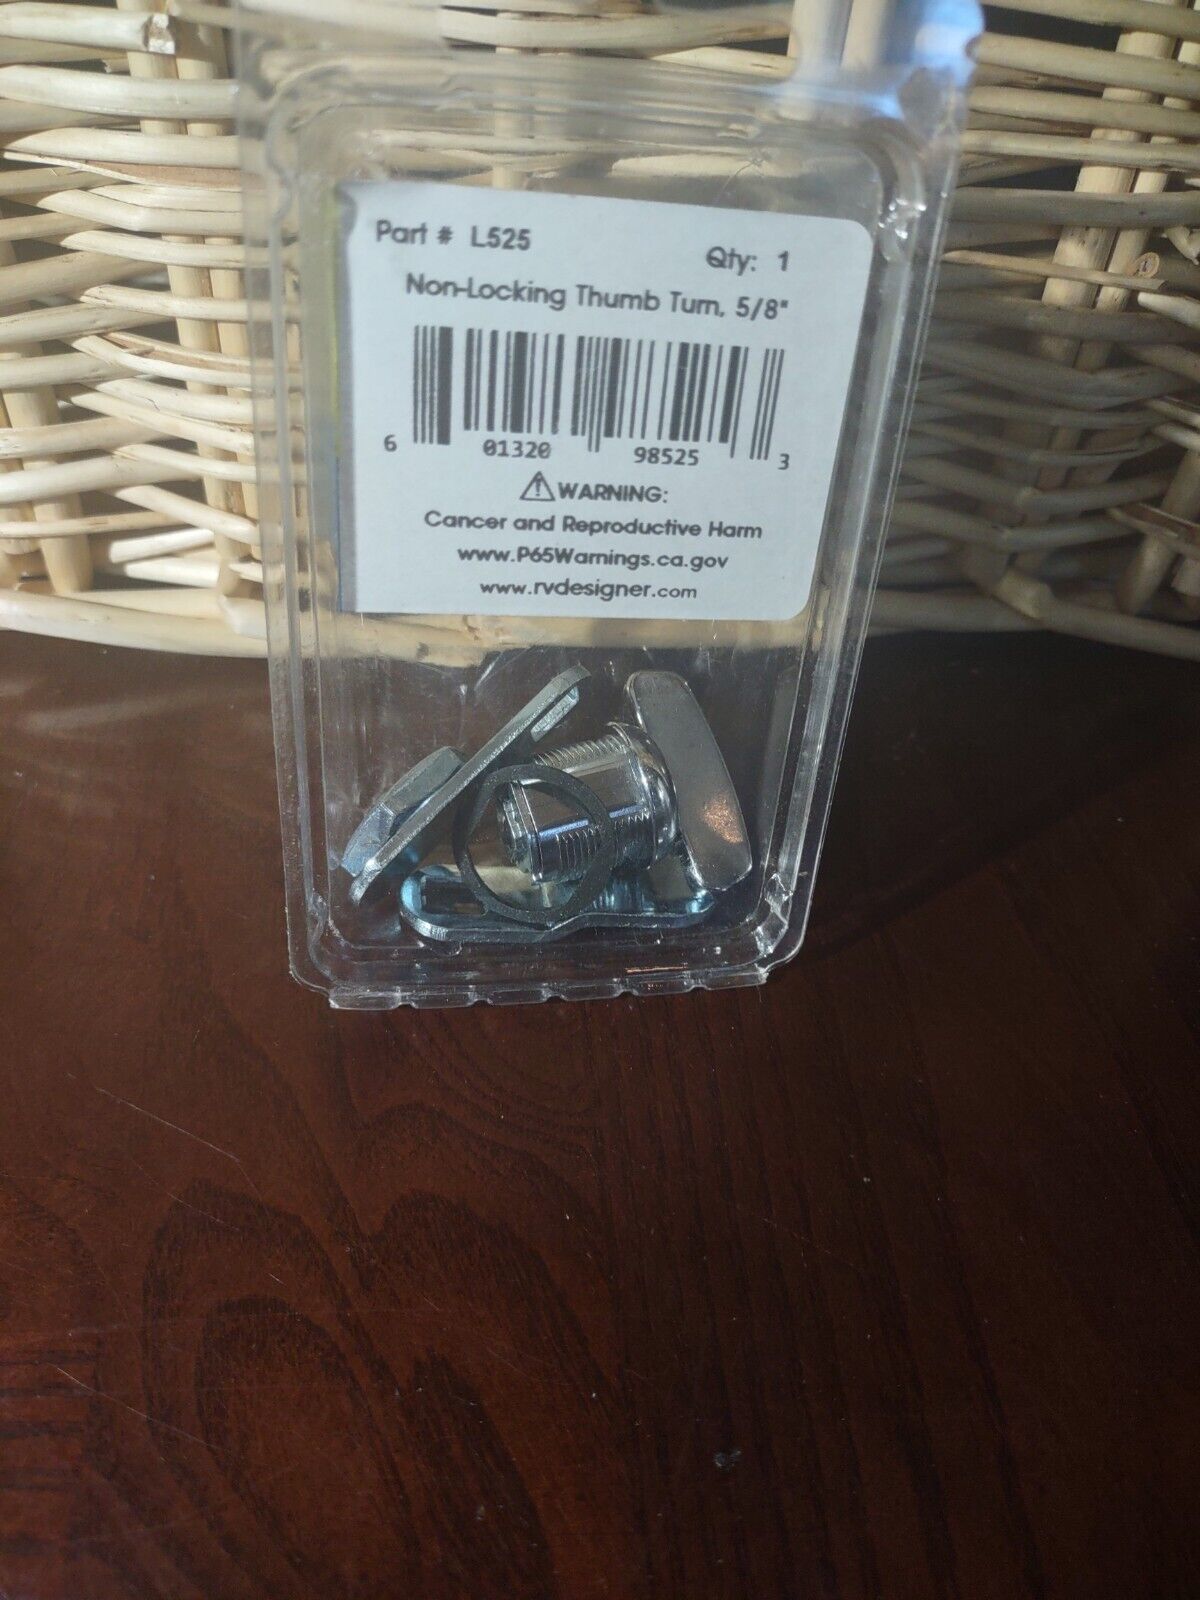 Part # L525 Qty: 1
Non-Locking Thumb Turn, 5/8"
6 01320 98525 3
⚠ WARNING:
Cancer and Reproductive Harm
www.P65Warnings.ca.gov
www.rvdesigner.com